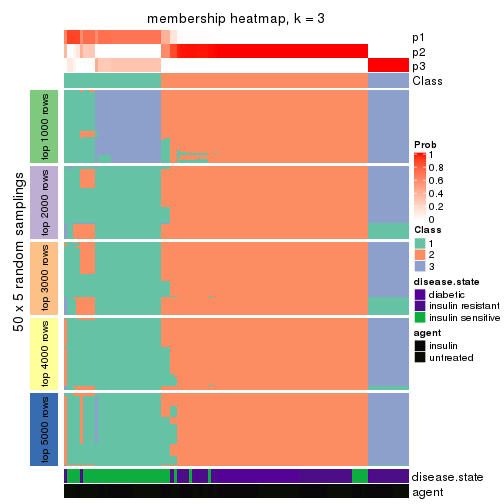 membership heatmap, k = 3
p1
p2
p3
Class
50 x 5 random samplings
top 1000 rows
top 2000 rows
top 3000 rows
top 4000 rows
top 5000 rows
disease.state
agent
Prob
1
0.8
0.6
0.4
0.2
0
Class
1
2
3
disease.state
diabetic
insulin resistant
insulin sensitive
agent
insulin
untreated